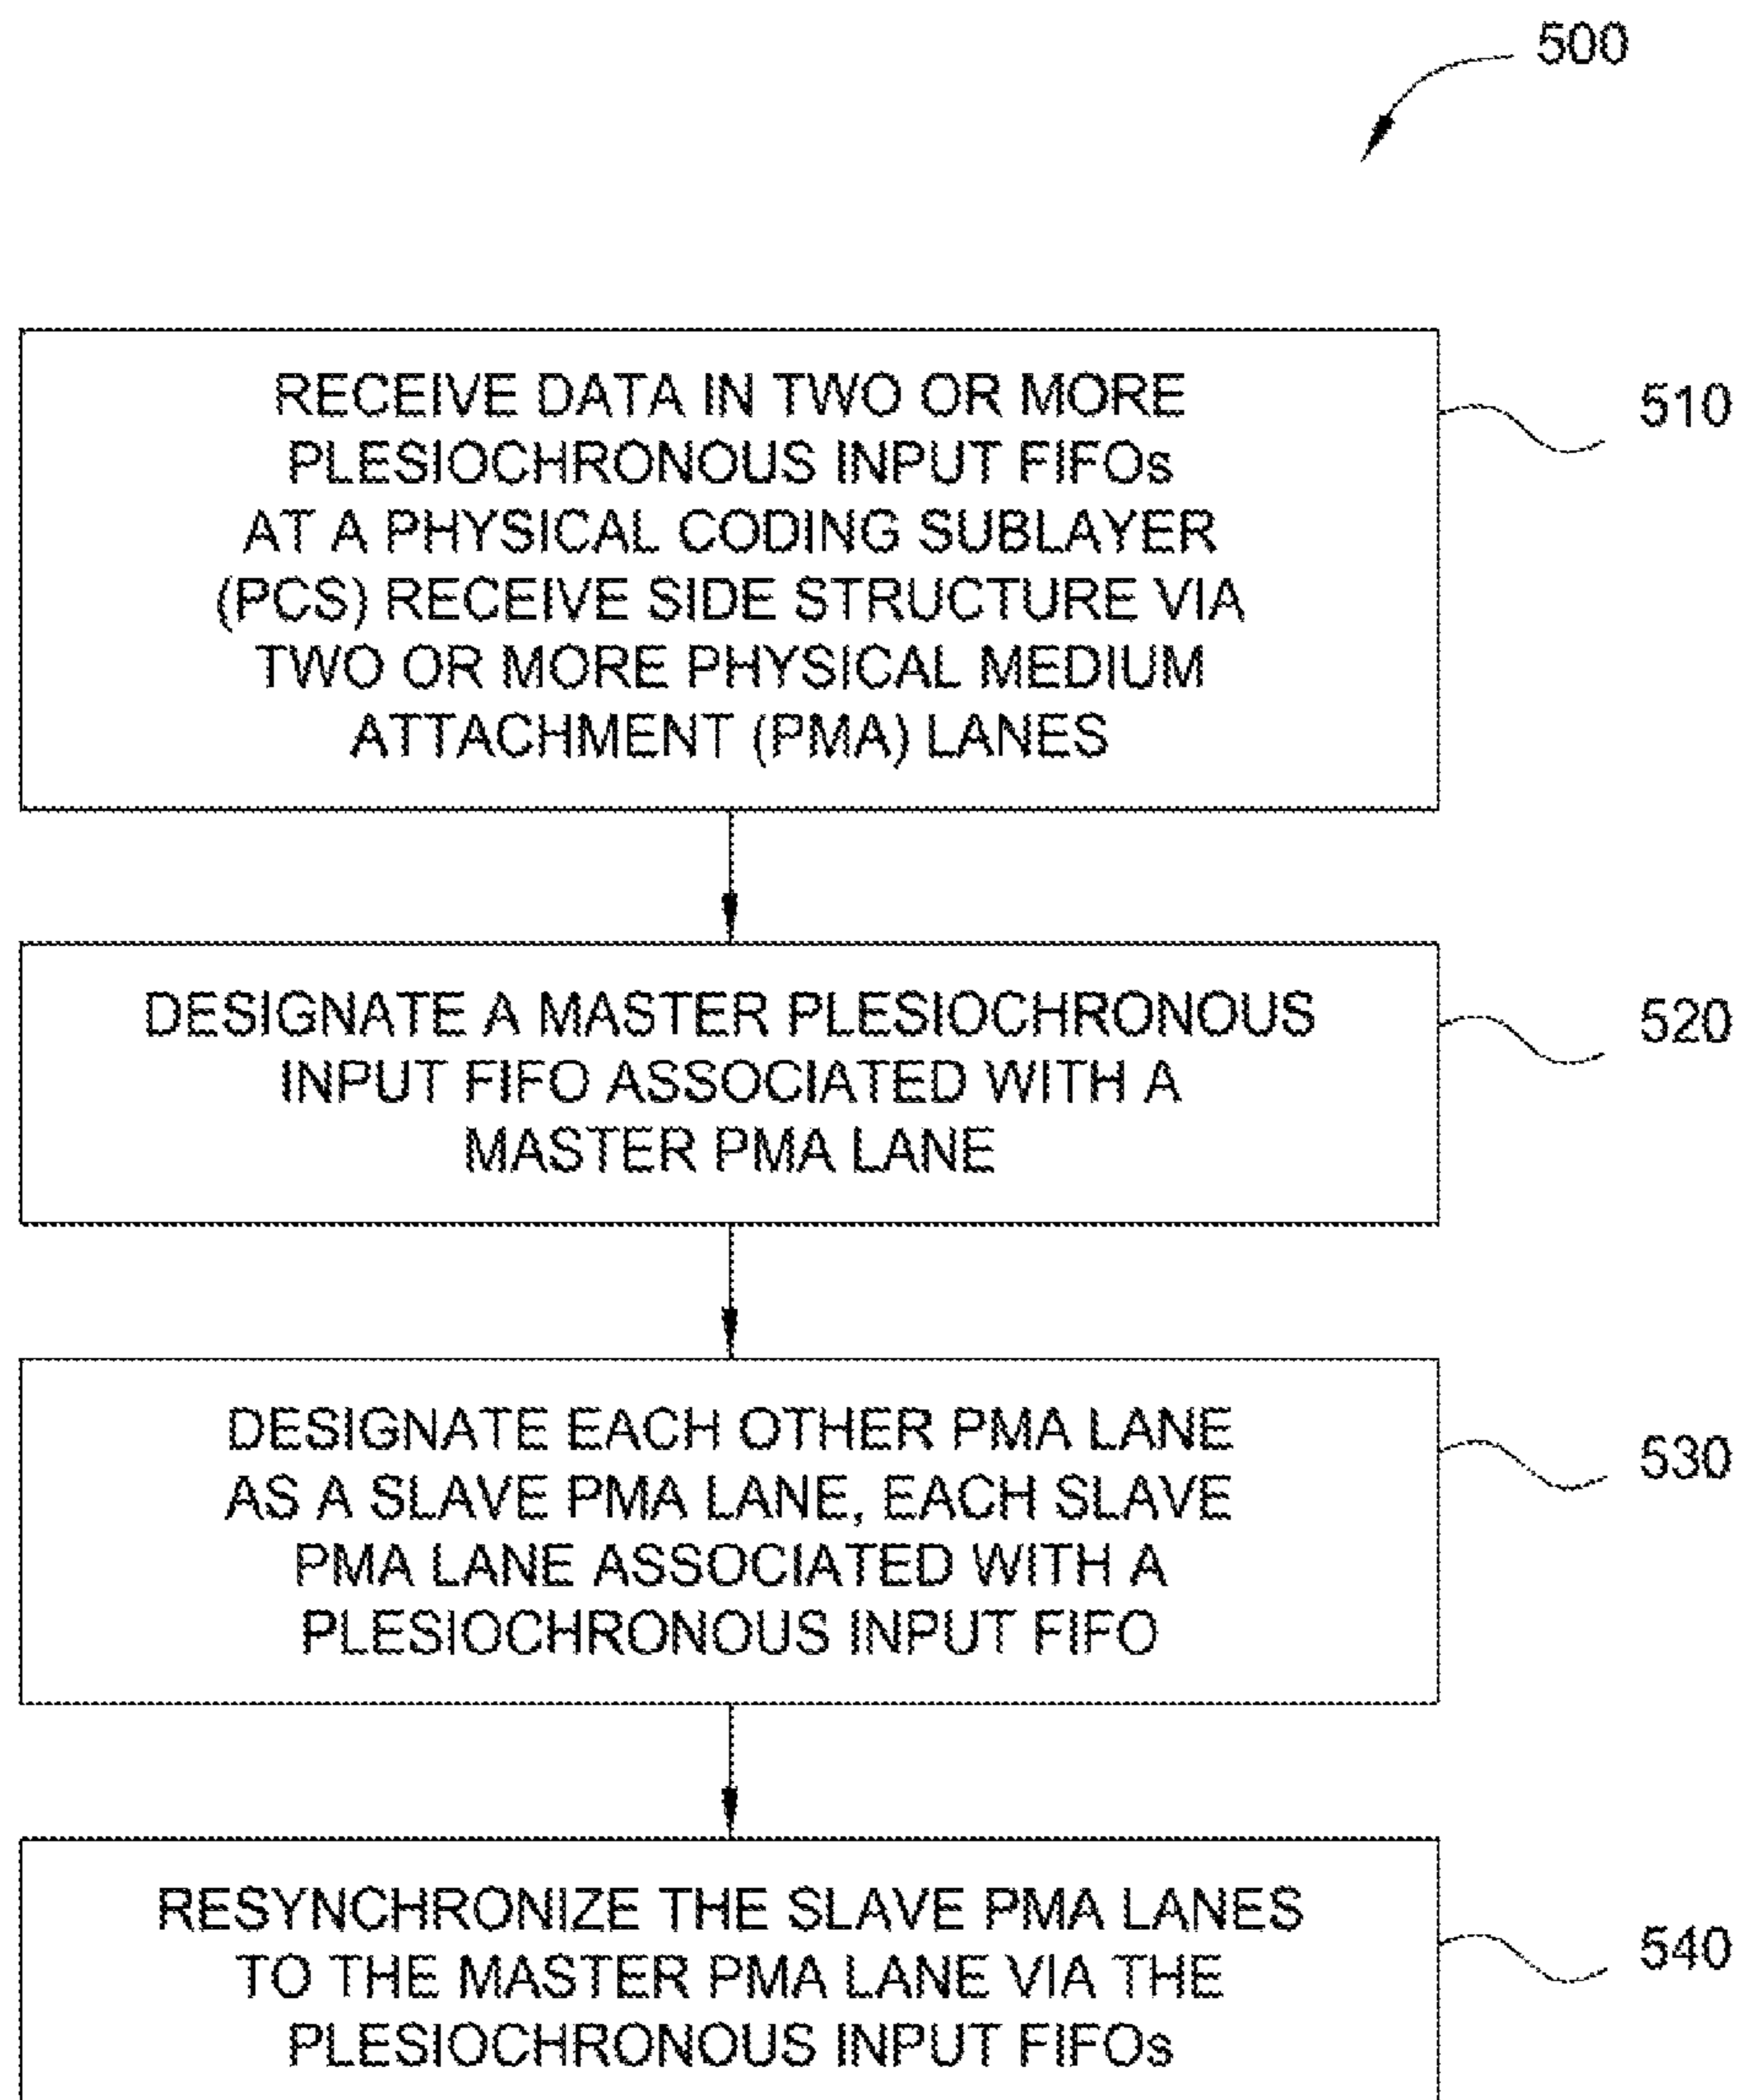 500
RECEIVE DATA IN TWO OR MORE
PLESIOCHRONOUS INPUT FIFOs
AT A PHYSICAL CODING SUBLAYER
(PCS) RECEIVE SIDE STRUCTURE VIA
TWO OR MORE PHYSICAL MEDIUM
ATTACHMENT (PMA) LANES
510
DESIGNATE A MASTER PLESIOCHRONOUS
INPUT FIFO ASSOCIATED WITH A
MASTER PMA LANE
520
DESIGNATE EACH OTHER PMA LANE
AS A SLAVE PMA LANE, EACH SLAVE
PMA LANE ASSOCIATED WITH A
PLESIOCHRONOUS INPUT FIFO
530
RESYNCHRONIZE THE SLAVE PMA LANES
TO THE MASTER PMA LANE VIA THE
PLESIOCHRONOUS INPUT FIFOs
540